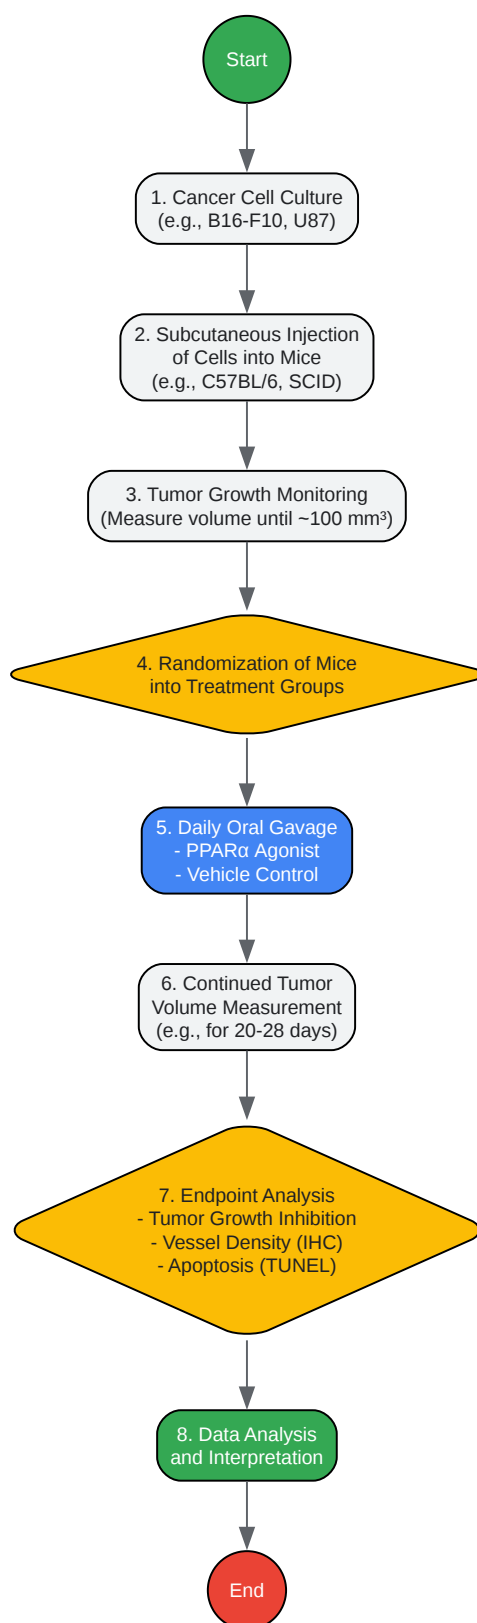 Start
1. Cancer Cell Culture
(e.g., B16-F10, U87)
2. Subcutaneous Injection
of Cells into Mice
(e.g., C57BL/6, SCID)
3. Tumor Growth Monitoring
(Measure volume until ~100 mm³)
4. Randomization of Mice
into Treatment Groups
5. Daily Oral Gavage
- PPARα Agonist
- Vehicle Control
6. Continued Tumor
Volume Measurement
(e.g., for 20-28 days)
7. Endpoint Analysis
- Tumor Growth Inhibition
- Vessel Density (IHC)
- Apoptosis (TUNEL)
8. Data Analysis
and Interpretation
End